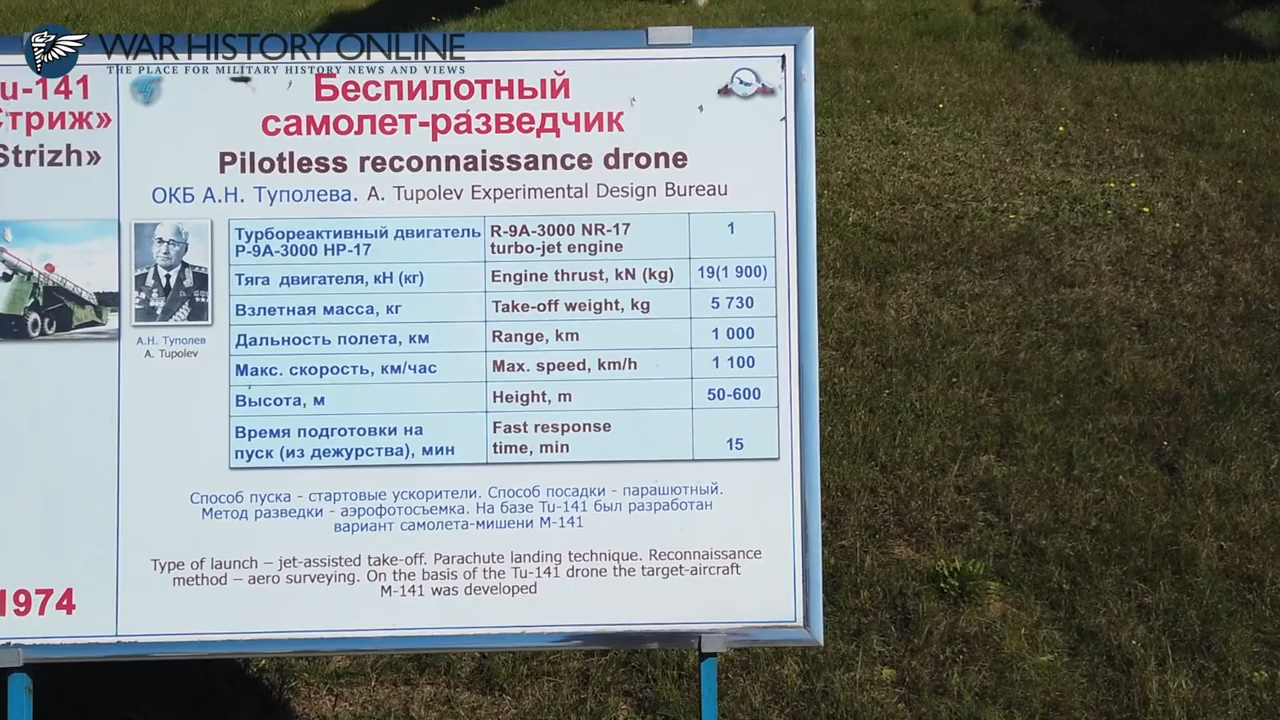 WAR HISTORY ONLINE
THE PLACE FOR MILITARY HISTORY NEWS AND VIEWS
u-141
Стриж»
Strizh»
1974
Беспилотный
самолет-разведчик
Pilotless reconnaissance drone
ОКБ А.Н. Туполева. A. Tupolev Experimental Design Bureau
А.Н. Туполев
A. Tupolev
Турбореактивный двигатель R-9A-3000 NR-17 1
Р-9А-3000 НР-17 turbo-jet engine
Тяга двигателя, кН (кг) Engine thrust, kN (kg) 19(1 900)
Взлетная масса, кг Take-off weight, kg 5 730
Дальность полета, км Range, km 1 000
Макс. скорость, км/час Max. speed, km/h 1 100
Высота, м Height, m 50-600
Время подготовки на Fast response
пуск (из дежурства), мин time, min 15
Способ пуска - стартовые ускорители. Способ посадки - парашютный.
Метод разведки - аэрофотосъемка. На базе Tu-141 был разработан
вариант самолета-мишени М-141
Type of launch – jet-assisted take-off. Parachute landing technique. Reconnaissance
method – aero surveying. On the basis of the Tu-141 drone the target-aircraft
M-141 was developed